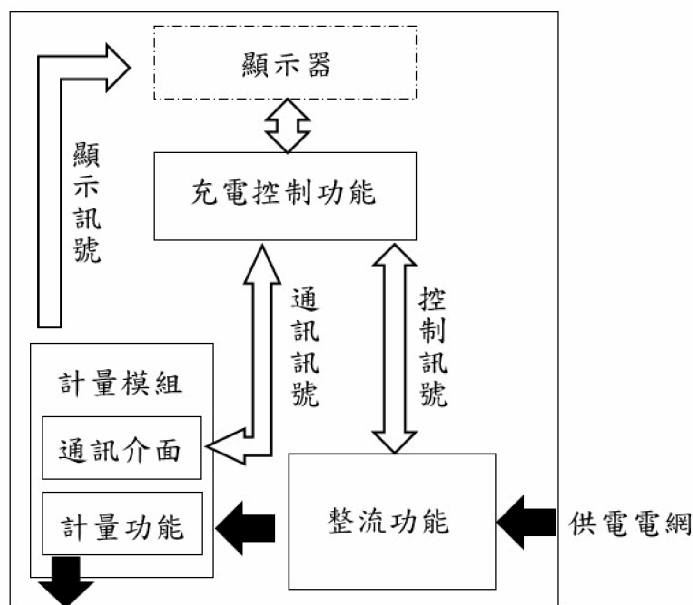 顯示器
顯示訊號
充電控制功能
通訊訊號
控制訊號
計量模組
通訊介面
計量功能
整流功能
供電電網